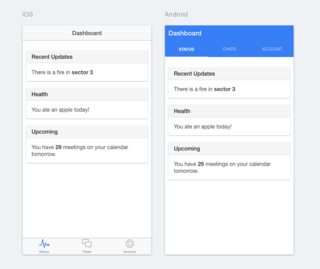 iOS
Dashboard
Recent Updates
There is a fire in sector 3
Health
You ate an apple today!
Upcoming
You have 29 meetings on your calendar
tomorrow.
Status
Chats
Account
Android
Dashboard
STATUS
CHATS
ACCOUNT
Recent Updates
There is a fire in sector 3
Health
You ate an apple today!
Upcoming
You have 29 meetings on your calendar
tomorrow.